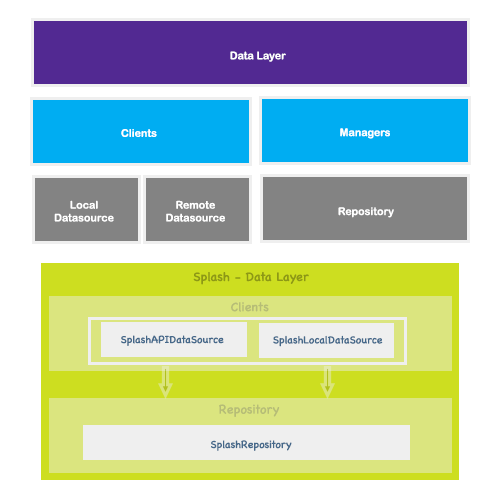 Data Layer
Clients
Managers
Local
Datasource
Remote
Datasource
Repository
Splash - Data Layer
Clients
SplashAPIDataSource
SplashLocalDataSource
Repository
SplashRepository